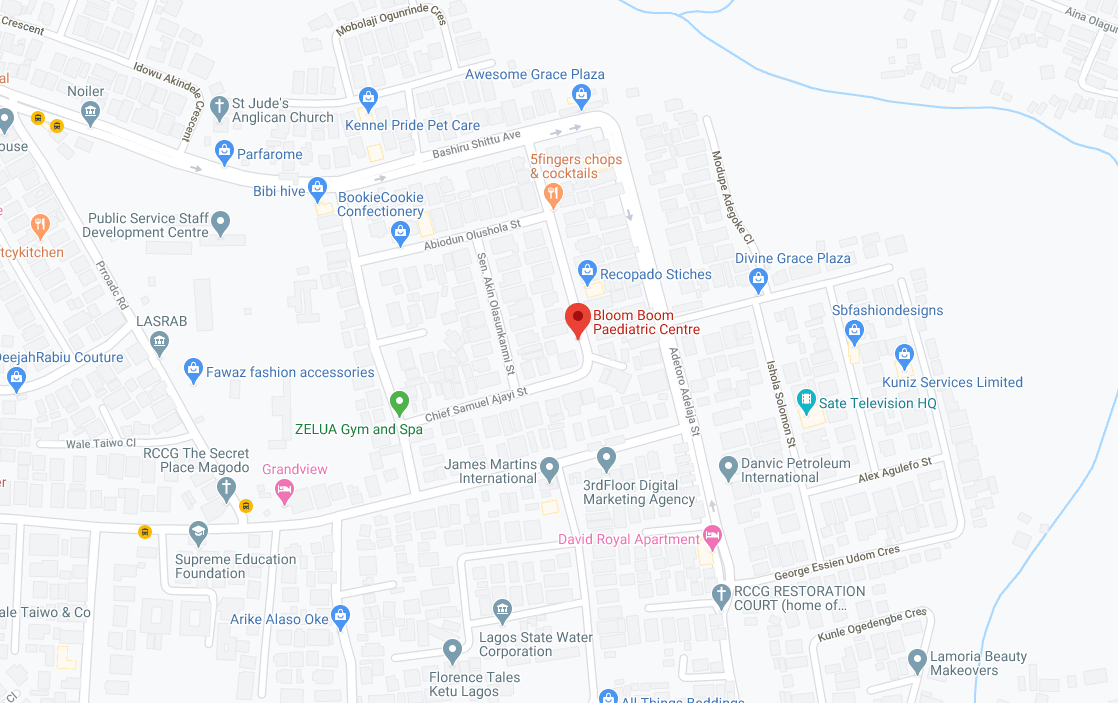 Crescent
Mobolaji Ogunrinde Cres
Aina Olagun
Idowu Akindele Crescent
Awesome Grace Plaza
al
Noiler
St Jude's
Anglican Church
Kennel Pride Pet Care
Bashiru Shittu Ave
ouse
Parfarome
5fingers chops
& cocktails
Modupe Adegoke Cl
Bibi hive
BookieCookie
Confectionery
e
Public Service Staff
Development Centre
Abiodun Olushola St
tcykitchen
Prroadc Rd
Sen. Akin Olasunkanmi St
Divine Grace Plaza
Recopado Stiches
Sbfashiondesigns
LASRAB
Bloom Boom
Paediatric Centre
DeejahRabiu Couture
Fawaz fashion accessories
Adetoro Adelaja St
Ishola Solomon St
Kuniz Services Limited
Chief Samuel Ajayi St
Sate Television HQ
ZELUA Gym and Spa
Wale Taiwo Cl
RCCG The Secret
Place Magodo
Grandview
James Martins
International
Danvic Petroleum
International
Alex Agulefo St
er
3rdFloor Digital
Marketing Agency
David Royal Apartment
Supreme Education
Foundation
George Essien Udom Cres
RCCG RESTORATION
COURT (home of...
ale Taiwo & Co
Arike Alaso Oke
Kunle Ogedengbe Cres
Lagos State Water
Corporation
Lamoria Beauty
Makeovers
Florence Tales
Ketu Lagos
Cl
All Things Beddings